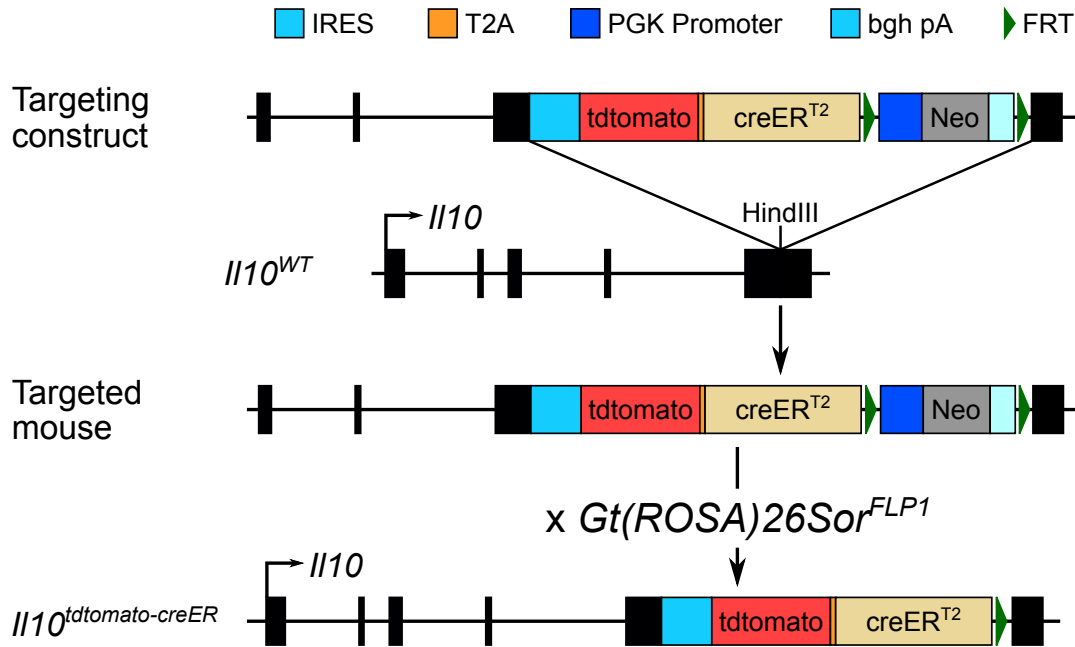 IRES T2A PGK Promoter bgh pA FRT
Targeting
construct
tdtomato creER^T2 Neo
HindIII
Il10
Il10^WT
Targeted
mouse
tdtomato creER^T2 Neo
x Gt(ROSA)26Sor^FLP1
Il10
Il10^tdtomato-creER
tdtomato creER^T2